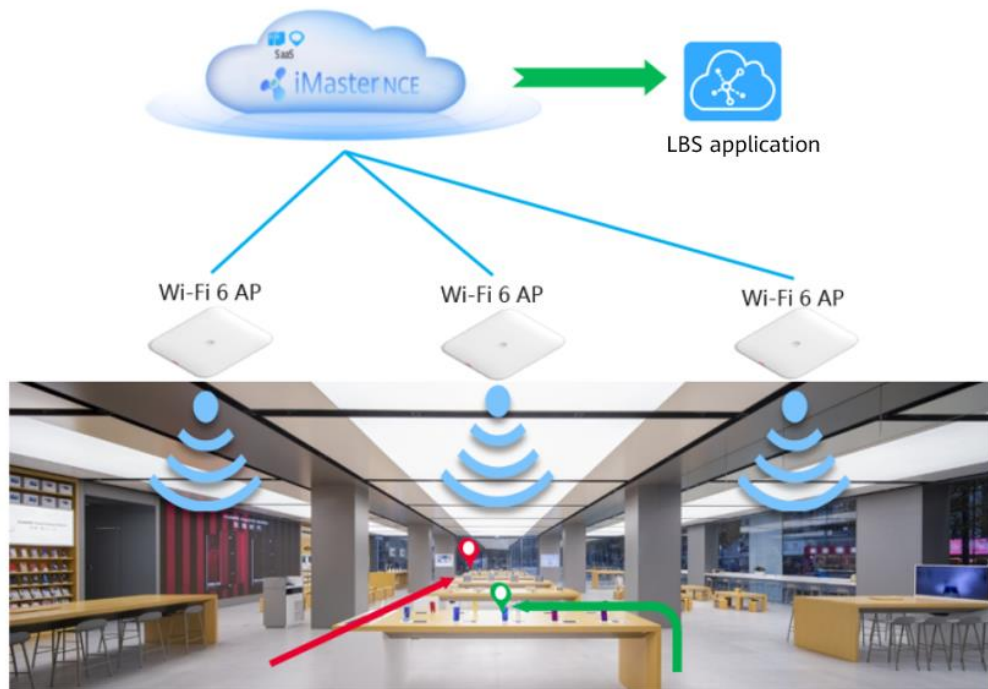 SaaS
iMaster NCE
LBS application
Wi-Fi 6 AP
Wi-Fi 6 AP
Wi-Fi 6 AP